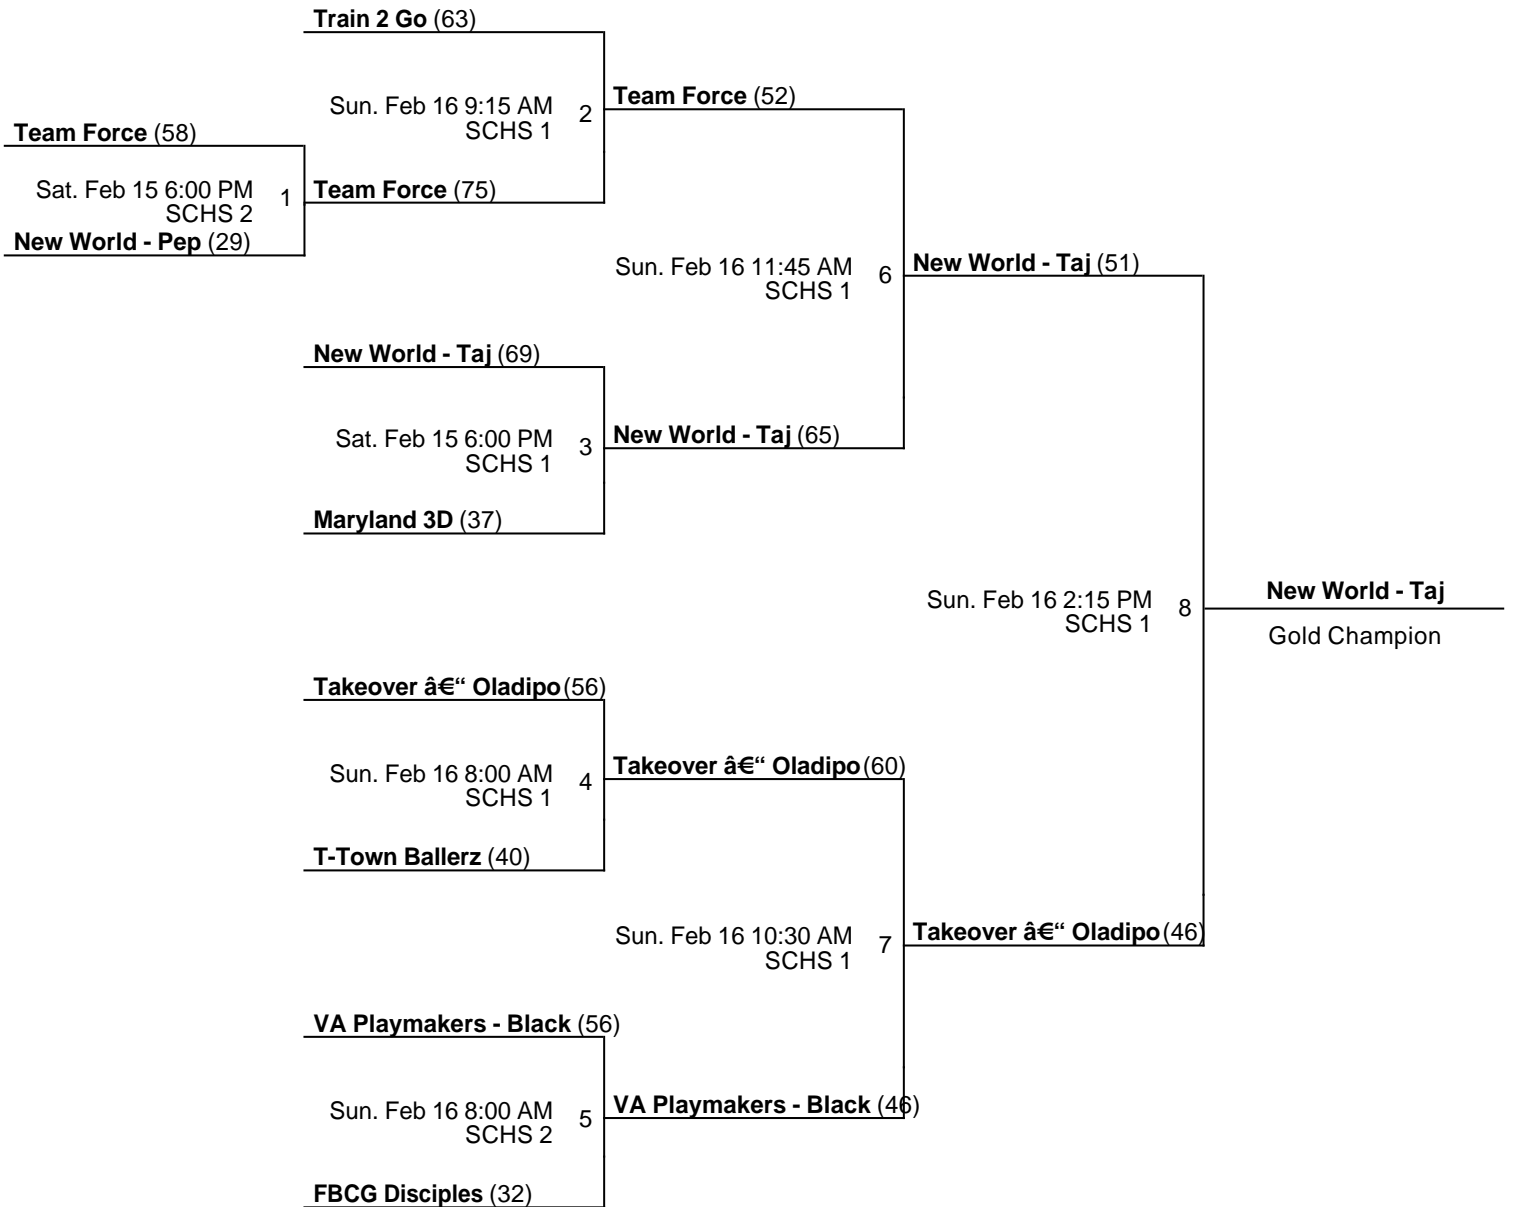 Train 2 Go (63)
Sun. Feb 16 9:15 AM
SCHS 1
2
Team Force (52)
Team Force (58)
Sat. Feb 15 6:00 PM
SCHS 2
1
Team Force (75)
New World - Pep (29)
Sun. Feb 16 11:45 AM
SCHS 1
6
New World - Taj (51)
New World - Taj (69)
Sat. Feb 15 6:00 PM
SCHS 1
3
New World - Taj (65)
Maryland 3D (37)
Sun. Feb 16 2:15 PM
SCHS 1
8
New World - Taj
Gold Champion
Takeover â€“ Oladipo (56)
Sun. Feb 16 8:00 AM
SCHS 1
4
Takeover â€“ Oladipo (60)
T-Town Ballerz (40)
Sun. Feb 16 10:30 AM
SCHS 1
7
Takeover â€“ Oladipo (46)
VA Playmakers - Black (56)
Sun. Feb 16 8:00 AM
SCHS 2
5
VA Playmakers - Black (46)
FBCG Disciples (32)